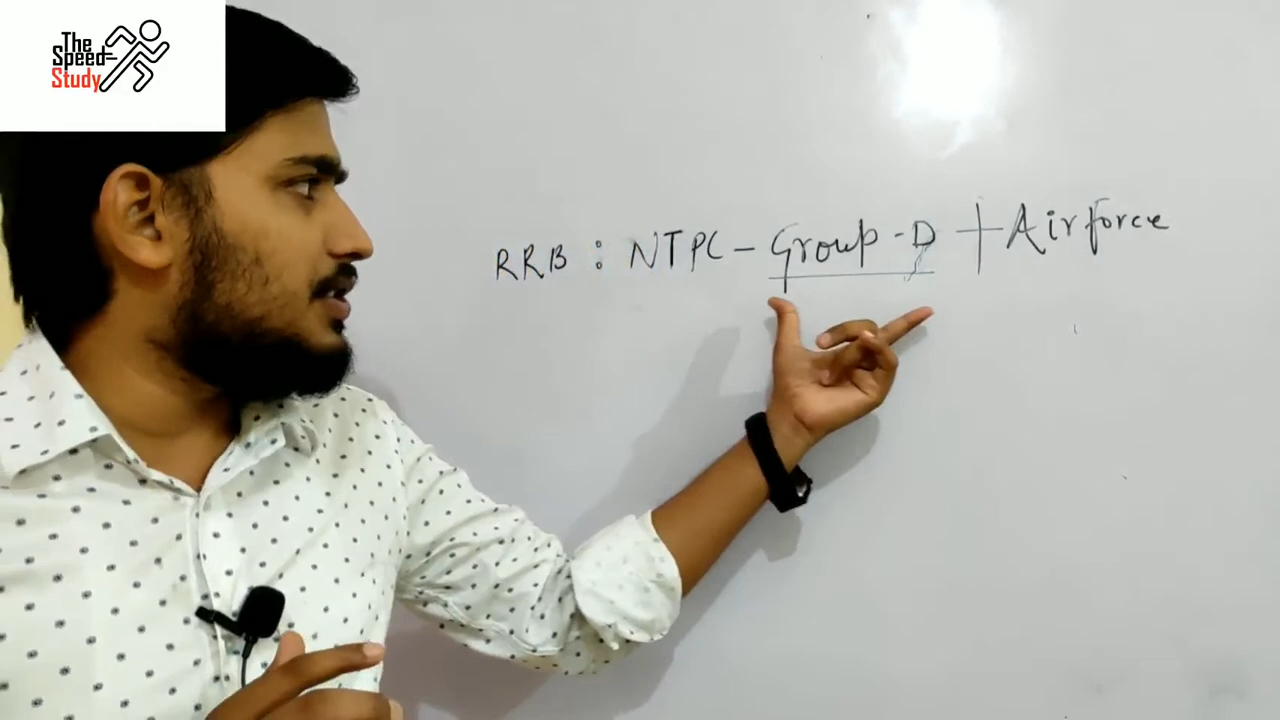 The
Speed
Study
RRB : NTPC - Group - D + Airforce